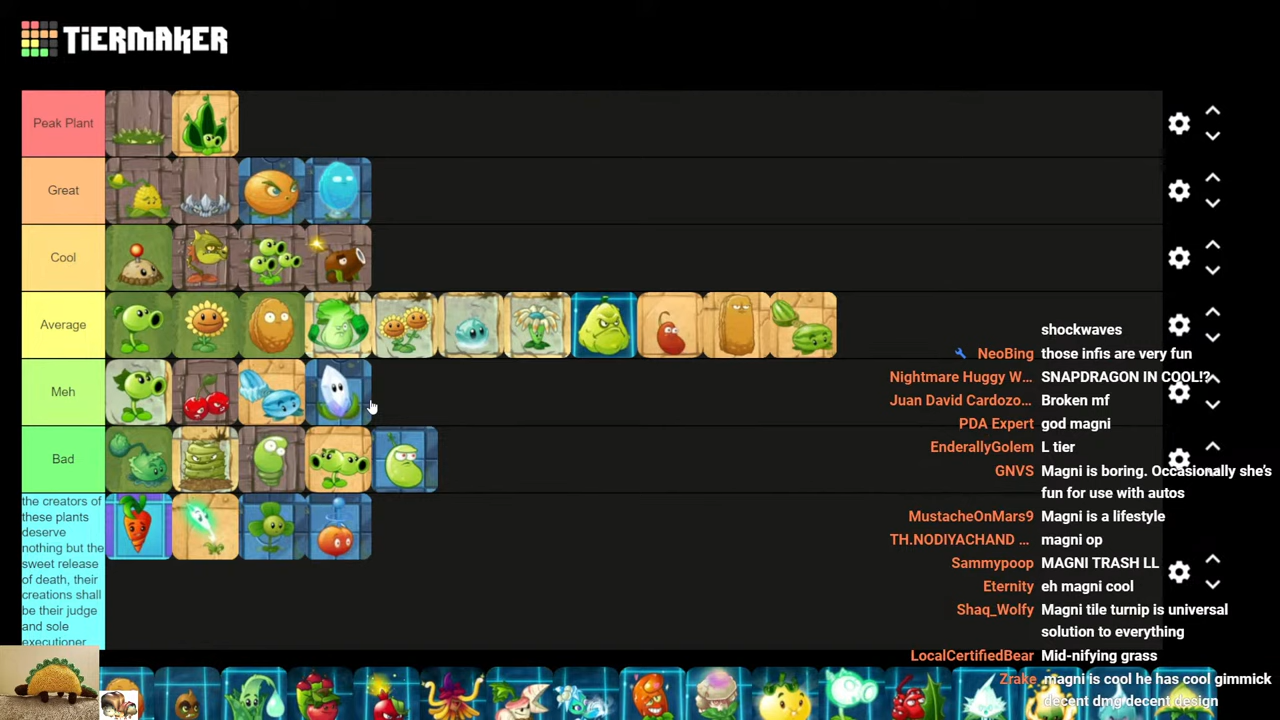 TIERMAKER
Peak Plant
Great
Cool
Average
Meh
Bad
the creators of
these plants
deserve
nothing but the
sweet release
of death, their
creations shall
be their judge
and sole
executioner
shockwaves
NeoBing those infis are very fun
Nightmare Huggy W... SNAPDRAGON IN COOL!?
Juan David Cardozo... Broken mf
PDA Expert god magni
EnderallyGolem L tier
GNVS Magni is boring. Occasionally she's
fun for use with autos
MustacheOnMars9 Magni is a lifestyle
TH.NODIYACHAND ... magni op
Sammypoop MAGNI TRASH LL
Eternity eh magni cool
Shaq_Wolfy Magni tile turnip is universal
solution to everything
LocalCertifiedBear Mid-nifying grass
Zrake magni is cool he has cool gimmick
decent dmg decent design